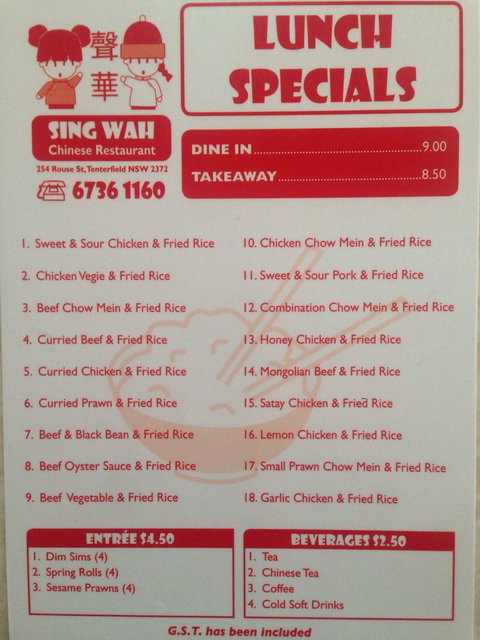 聲
華
LUNCH
SPECIALS
SING WAH
Chinese Restaurant
254 Rouse St, Tenterfield NSW 2372
6736 1160
DINE IN 9.00
TAKEAWAY 8.50
1. Sweet & Sour Chicken & Fried Rice
2. Chicken Vegie & Fried Rice
3. Beef Chow Mein & Fried Rice
4. Curried Beef & Fried Rice
5. Curried Chicken & Fried Rice
6. Curried Prawn & Fried Rice
7. Beef & Black Bean & Fried Rice
8. Beef Oyster Sauce & Fried Rice
9. Beef Vegetable & Fried Rice
10. Chicken Chow Mein & Fried Rice
11. Sweet & Sour Pork & Fried Rice
12. Combination Chow Mein & Fried Rice
13. Honey Chicken & Fried Rice
14. Mongolian Beef & Fried Rice
15. Satay Chicken & Fried Rice
16. Lemon Chicken & Fried Rice
17. Small Prawn Chow Mein & Fried Rice
18. Garlic Chicken & Fried Rice
ENTRÉE $4.50
1. Dim Sims (4)
2. Spring Rolls (4)
3. Sesame Prawns (4)
BEVERAGES $2.50
1. Tea
2. Chinese Tea
3. Coffee
4. Cold Soft Drinks
G.S.T. has been included